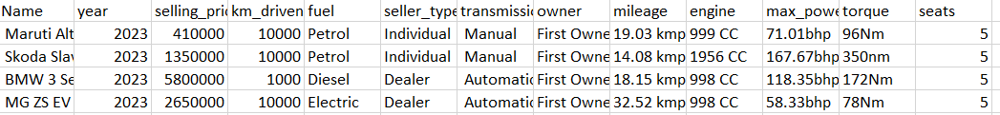 Name year selling_pric km_driven fuel seller_type transmissio owner mileage engine max_powe torque seats
Maruti Alt 2023 410000 10000 Petrol Individual Manual First Owne 19.03 kmp 999 CC 71.01bhp 96Nm 5
Skoda Slav 2023 1350000 10000 Petrol Individual Manual First Owne 14.08 kmp 1956 CC 167.67bhp 350nm 5
BMW 3 Se 2023 5800000 1000 Diesel Dealer Automatic First Owne 18.15 kmp 998 CC 118.35bhp 172Nm 5
MG ZS EV 2023 2650000 10000 Electric Dealer Automatic First Owne 32.52 kmp 998 CC 58.33bhp 78Nm 5